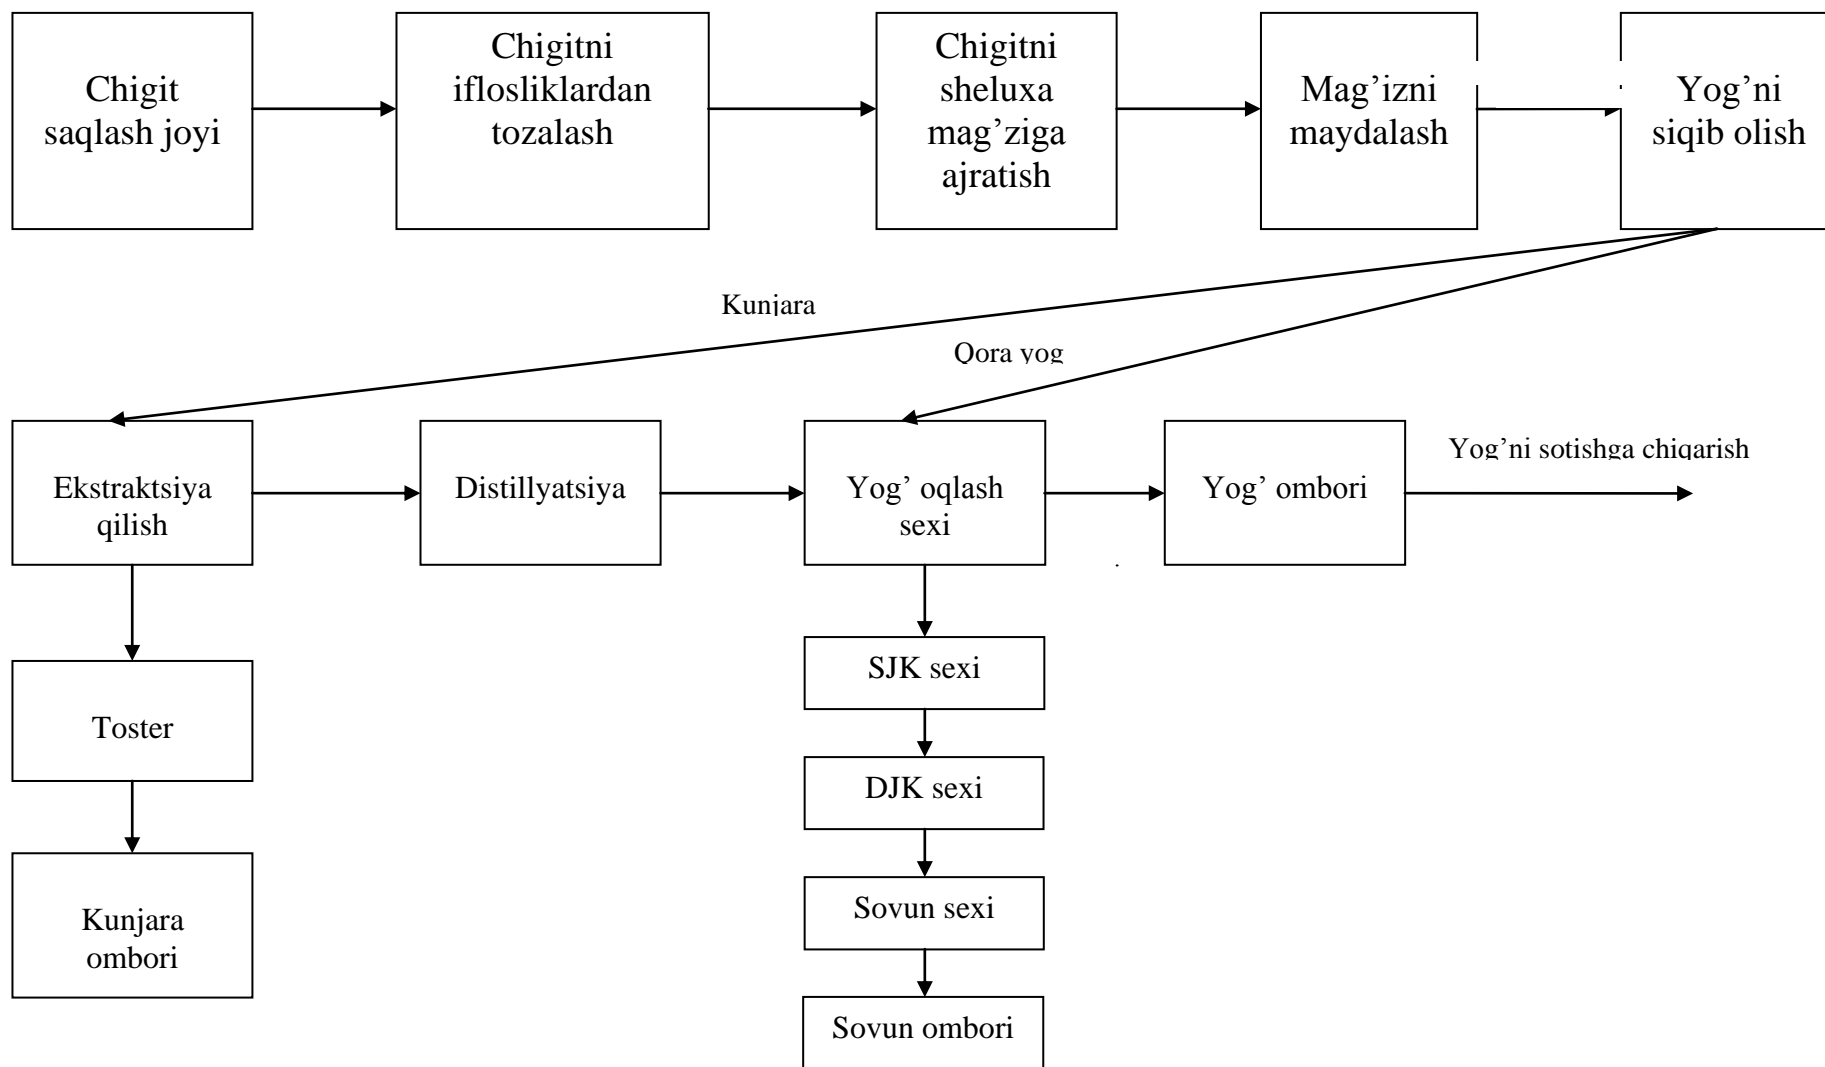 Chigit
saqlash joyi
Chigitni
iflosliklardan
tozalash
Chigitni
sheluxa
mag’ziga
ajratish
Mag’izni
maydalash
Yog’ni
siqib olish
Kunjara
Qora yog
Ekstraktsiya
qilish
Distillyatsiya
Yog’ oqlash
sexi
Yog’ ombori
Yog’ni sotishga chiqarish
Toster
Kunjara
ombori
SJK sexi
DJK sexi
Sovun sexi
Sovun ombori